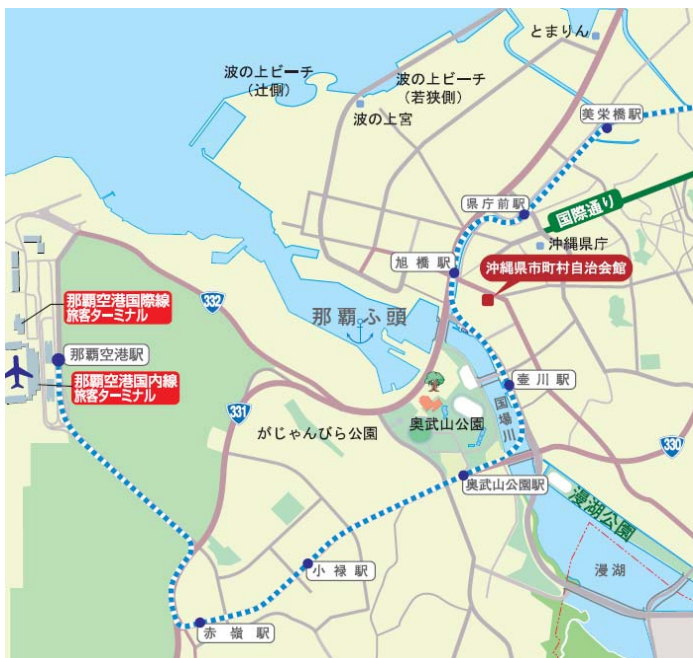 とまりん
波の上ビーチ
（辻側）
波の上ビーチ
（若狭側）
波の上宮
美栄橋駅
県庁前駅
国際通り
沖縄県庁
旭橋駅
沖縄県市町村自治会館
那覇空港国際線
旅客ターミナル
332
那覇ふ頭
那覇空港駅
那覇空港国内線
旅客ターミナル
壺川駅
331
がじゃんびら公園
奥武山公園
国場川
330
奥武山公園駅
漫湖公園
小禄駅
漫湖
赤嶺駅